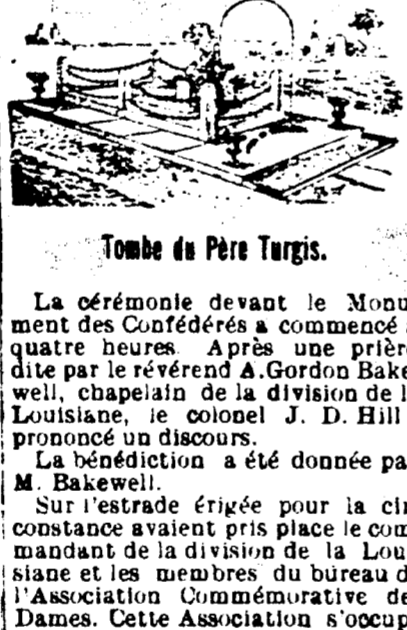 Tombe du Père Turgis.
La cérémonie devant le Monu
ment des Confédérés a commencé à
quatre heures. Après une prièr
dite par le révérend A.Gordon Bake
well, chapelain de la division de l
Louisiane, le colonel J. D. Hill
prononcé un discours.
La bénédiction a été donnée pa
M. Bakewell.
Sur l'estrade érigée pour la cir
constance avaient pris place le com
mandant de la division de la Lou
siane et les membres du bureau d
l'Association Commémorative de
Dames. Cette Association s'occup